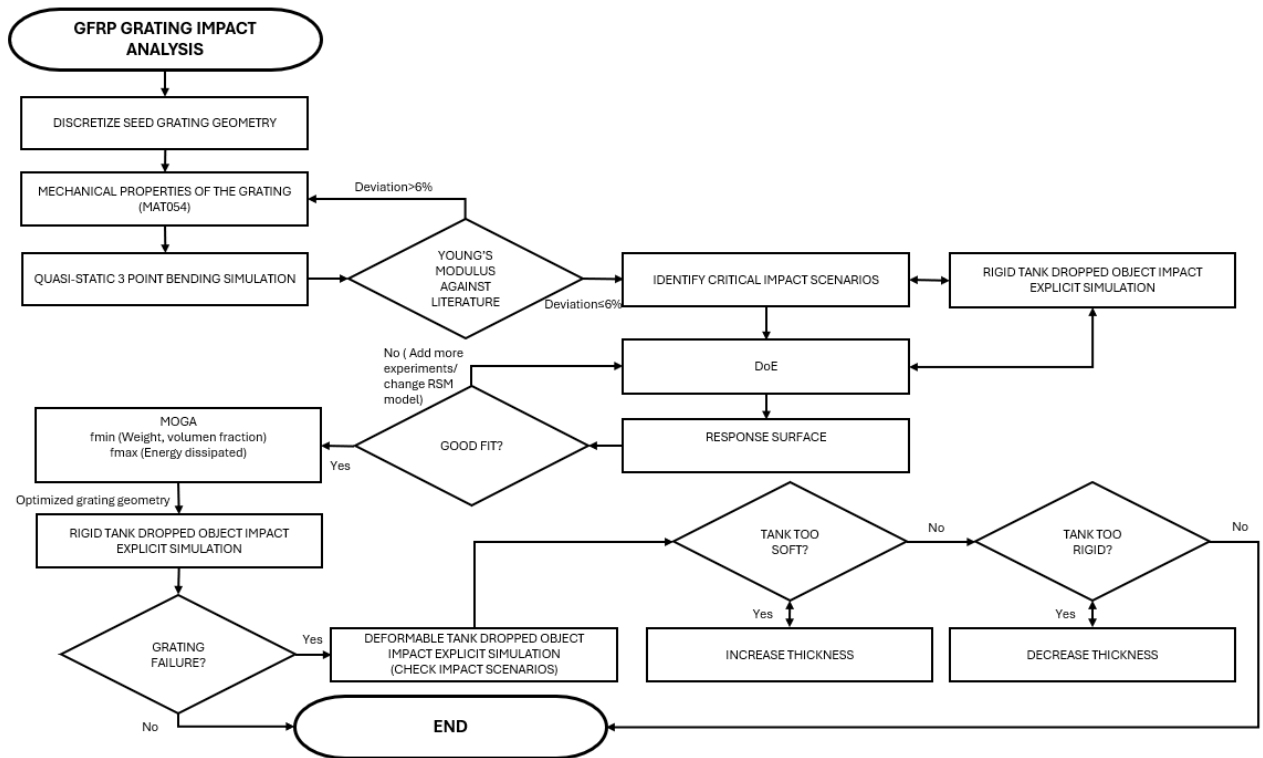 GFRP GRATING IMPACT
ANALYSIS
DISCRETIZE SEED GRATING GEOMETRY
MECHANICAL PROPERTIES OF THE GRATING
(MAT054)
Deviation>6%
QUASI-STATIC 3 POINT BENDING SIMULATION
YOUNG'S
MODULUS
AGAINST
LITERATURE
Deviation≤6%
IDENTIFY CRITICAL IMPACT SCENARIOS
RIGID TANK DROPPED OBJECT IMPACT
EXPLICIT SIMULATION
DoE
No ( Add more
experiments/
change RSM
model)
RESPONSE SURFACE
GOOD FIT?
Yes
MOGA
fmin (Weight, volumen fraction)
fmax (Energy dissipated)
Optimized grating geometry
RIGID TANK DROPPED OBJECT IMPACT
EXPLICIT SIMULATION
GRATING
FAILURE?
Yes
No
DEFORMABLE TANK DROPPED OBJECT
IMPACT EXPLICIT SIMULATION
(CHECK IMPACT SCENARIOS)
TANK TOO
SOFT?
No
Yes
INCREASE THICKNESS
TANK TOO
RIGID?
No
Yes
DECREASE THICKNESS
END